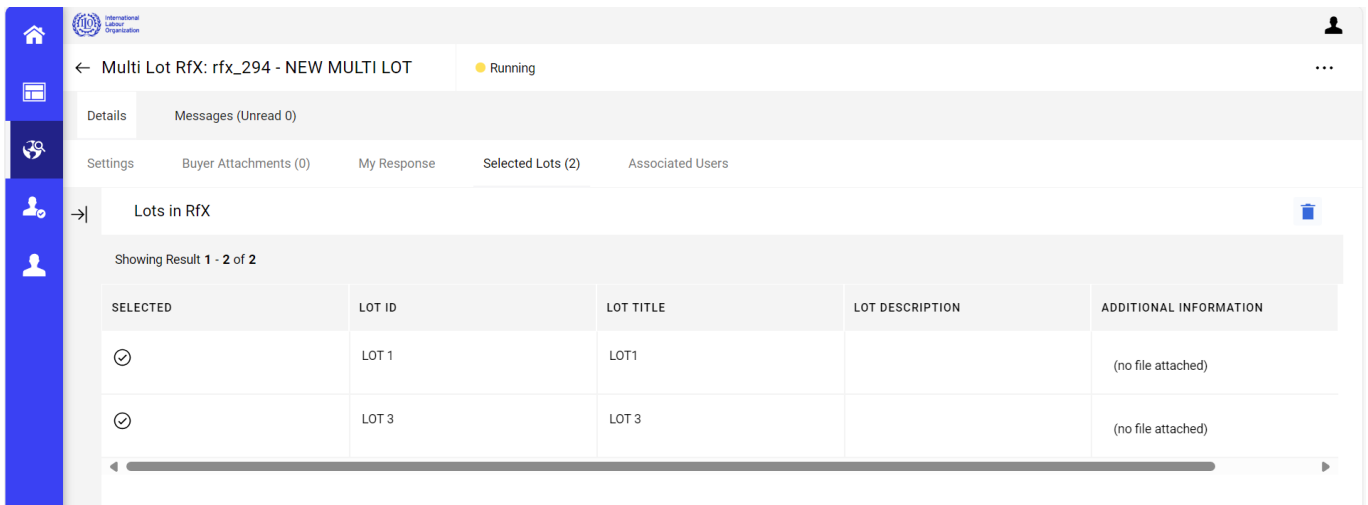 International
Labour
Organization
Multi Lot RfX: rfx_294 - NEW MULTI LOT
Running
Details
Messages (Unread 0)
Settings
Buyer Attachments (0)
My Response
Selected Lots (2)
Associated Users
Lots in RfX
Showing Result 1 - 2 of 2
SELECTED
LOT ID
LOT TITLE
LOT DESCRIPTION
ADDITIONAL INFORMATION
LOT 1
LOT1
(no file attached)
LOT 3
LOT 3
(no file attached)